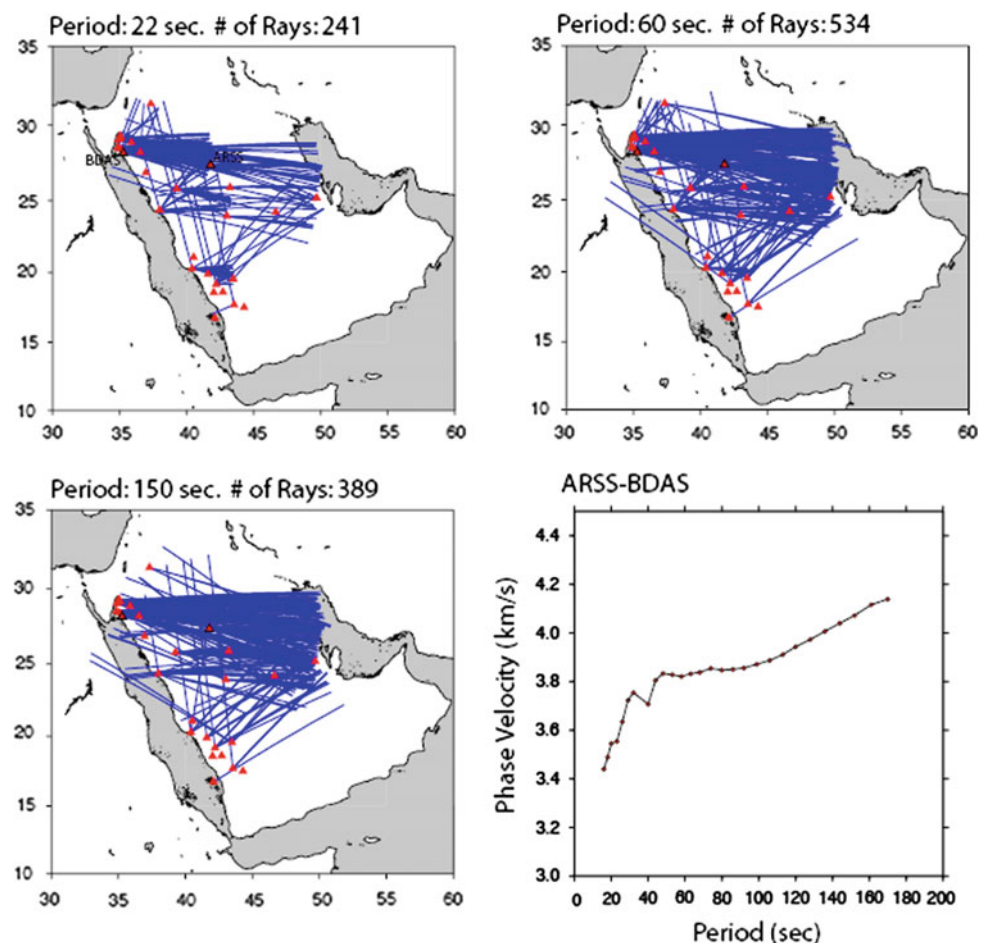 Period: 22 sec. # of Rays: 241
35
30
25
20
15
10
30 35 40 45 50 55 60
BDAS
ARSS
Period: 60 sec. # of Rays: 534
35
30
25
20
15
10
30 35 40 45 50 55 60
Period: 150 sec. # of Rays: 389
35
30
25
20
15
10
30 35 40 45 50 55 60
ARSS-BDAS
Phase Velocity (km/s)
4.4
4.2
4.0
3.8
3.6
3.4
3.2
3.0
0 20 40 60 80 100 120 140 160 180 200
Period (sec)